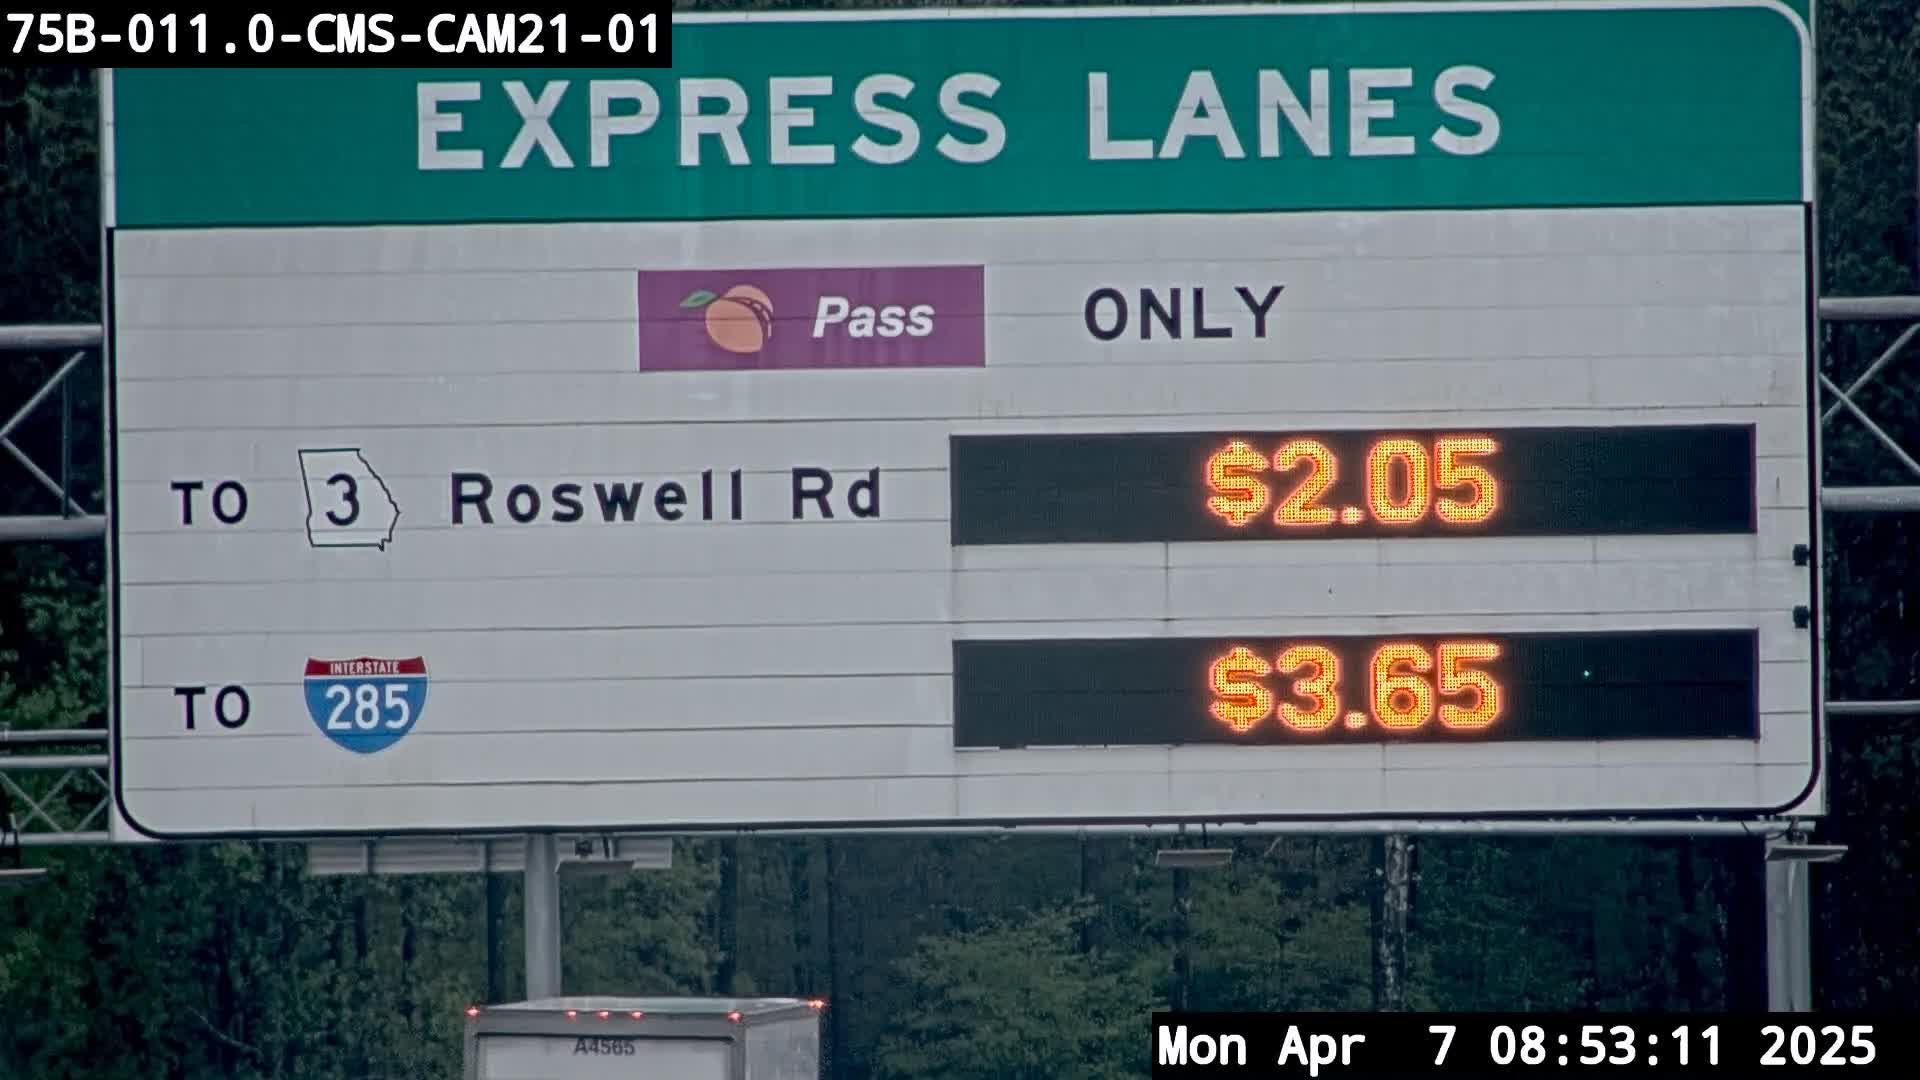 75B-011.0-CMS-CAM21-01
EXPRESS LANES
Pass ONLY
TO 3 Roswell Rd $2.05
INTERSTATE
TO 285 $3.65
A4565
Mon Apr 7 08:53:11 2025